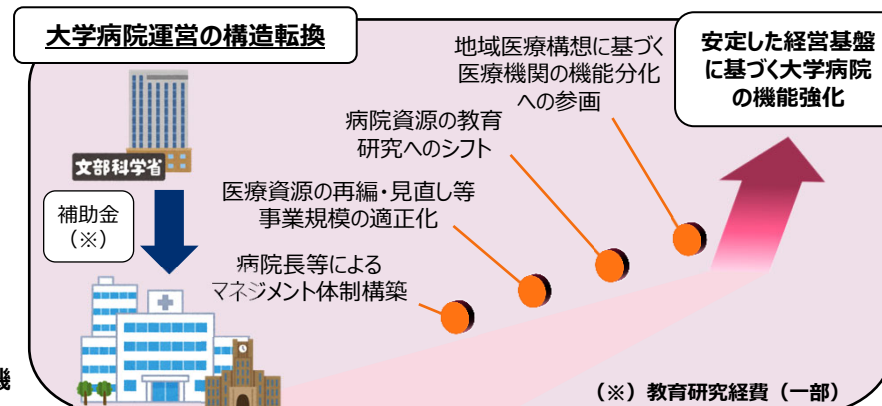 大学病院運営の構造転換
地域医療構想に基づく
医療機関の機能分化
への参画
安定した経営基盤
に基づく大学病院
の機能強化
病院資源の教育
研究へのシフト
文部科学省
医療資源の再編・見直し等
事業規模の適正化
補助金
（※）
病院長等による
マネジメント体制構築
機
（※）教育研究経費（一部）